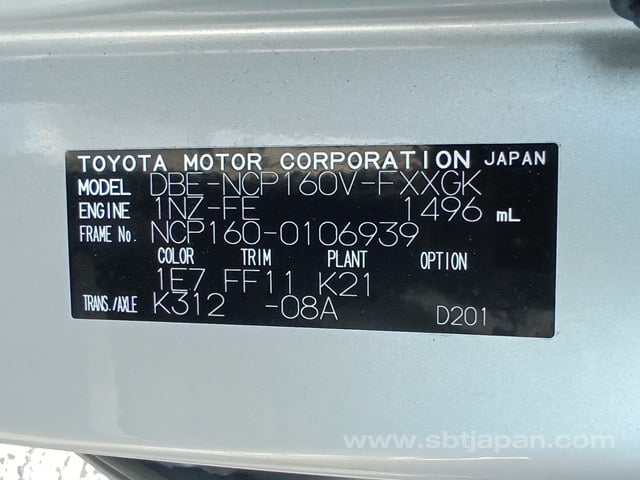 TOYOTA MOTOR CORPORATION JAPAN
MODEL DBE-NCP160V-FXXGK
ENGINE 1NZ-FE 1496 mL
FRAME No. NCP160-0106939
COLOR TRIM PLANT OPTION
1E7 FF11 K21
TRANS./AXLE K312 -08A D201
www.sbtjapan.com